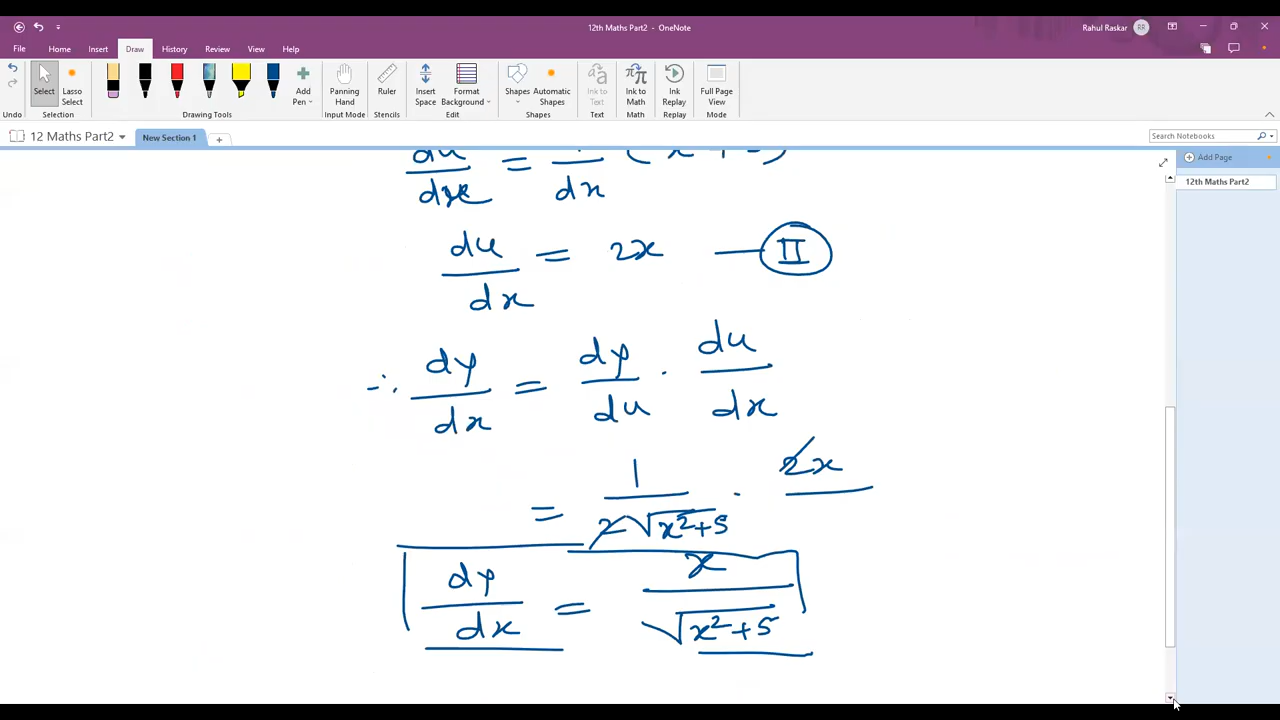 12th Maths Part2 - OneNote
Rahul Raskar RR
File Home Insert Draw History Review View Help
Select Lasso Select Add Pen Panning Hand Ruler Insert Space Format Background Shapes Automatic Shapes Ink to Text Ink to Math Ink Replay Full Page View
Undo Selection Drawing Tools Input Mode Stencils Edit Shapes Text Math Replay Mode
12 Maths Part2 New Section 1 Search Notebooks
Add Page
12th Maths Part2
du/dx = /dx
du/dx = 2x — II
∴ dy/dx = dy/du · du/dx
= 1/2√x²+5 · 2x
dy/dx = x/√x²+5